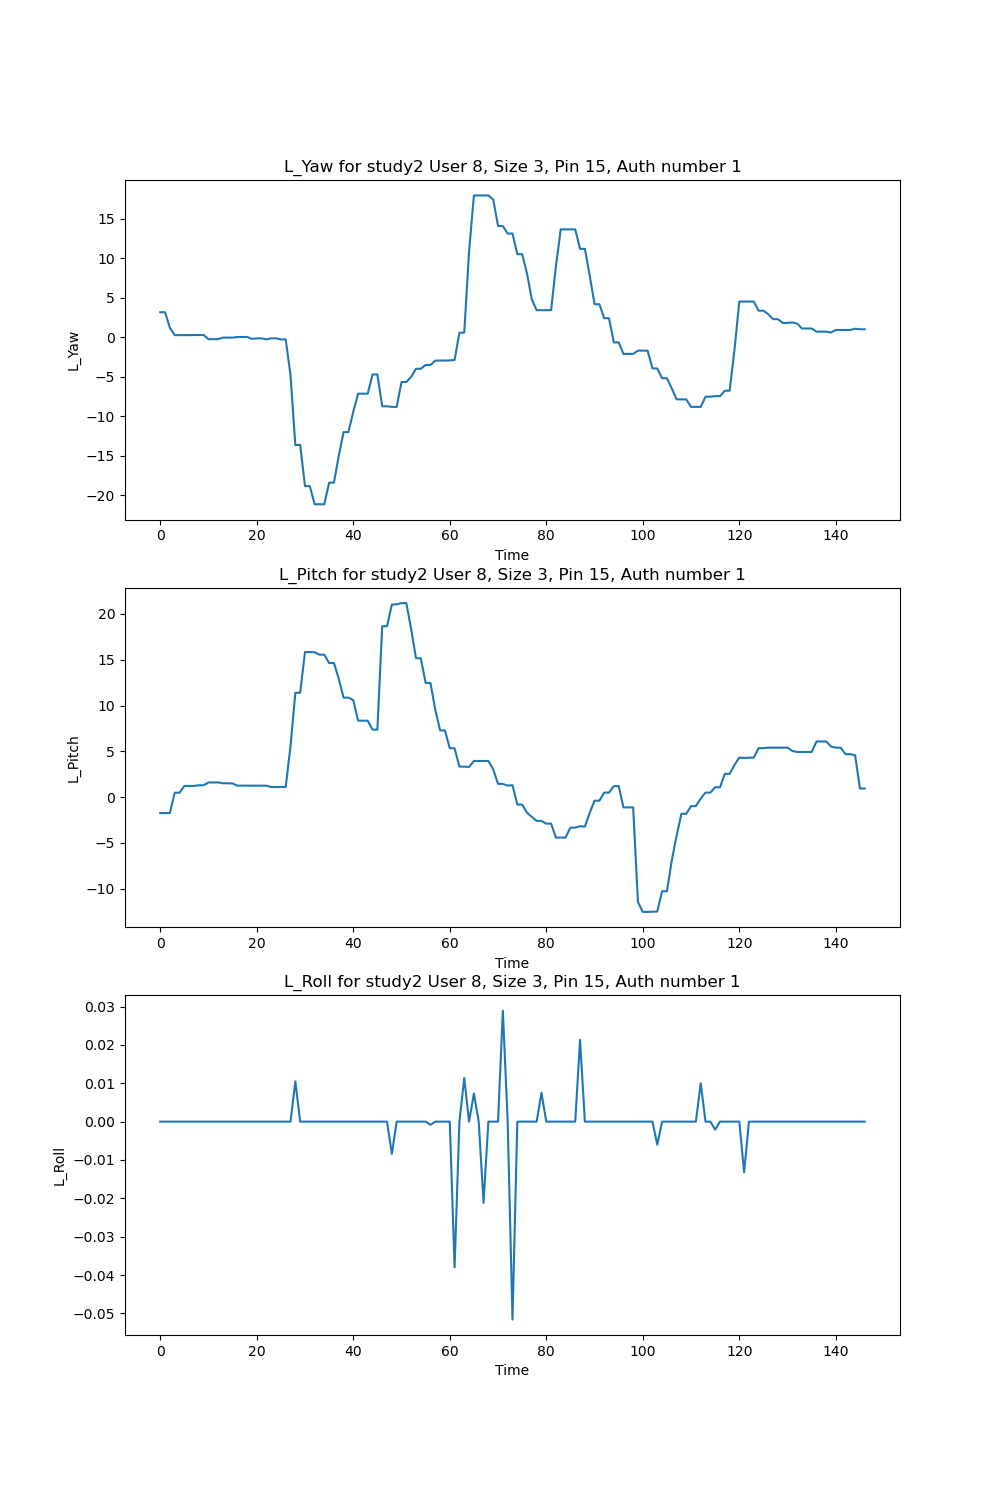 L_Yaw for study2 User 8, Size 3, Pin 15, Auth number 1
15
10
5
0
−5
−10
−15
−20
L_Yaw
0 20 40 60 80 100 120 140
Time
L_Pitch for study2 User 8, Size 3, Pin 15, Auth number 1
20
15
10
5
0
−5
−10
L_Pitch
0 20 40 60 80 100 120 140
Time
L_Roll for study2 User 8, Size 3, Pin 15, Auth number 1
0.03
0.02
0.01
0.00
−0.01
−0.02
−0.03
−0.04
−0.05
L_Roll
0 20 40 60 80 100 120 140
Time